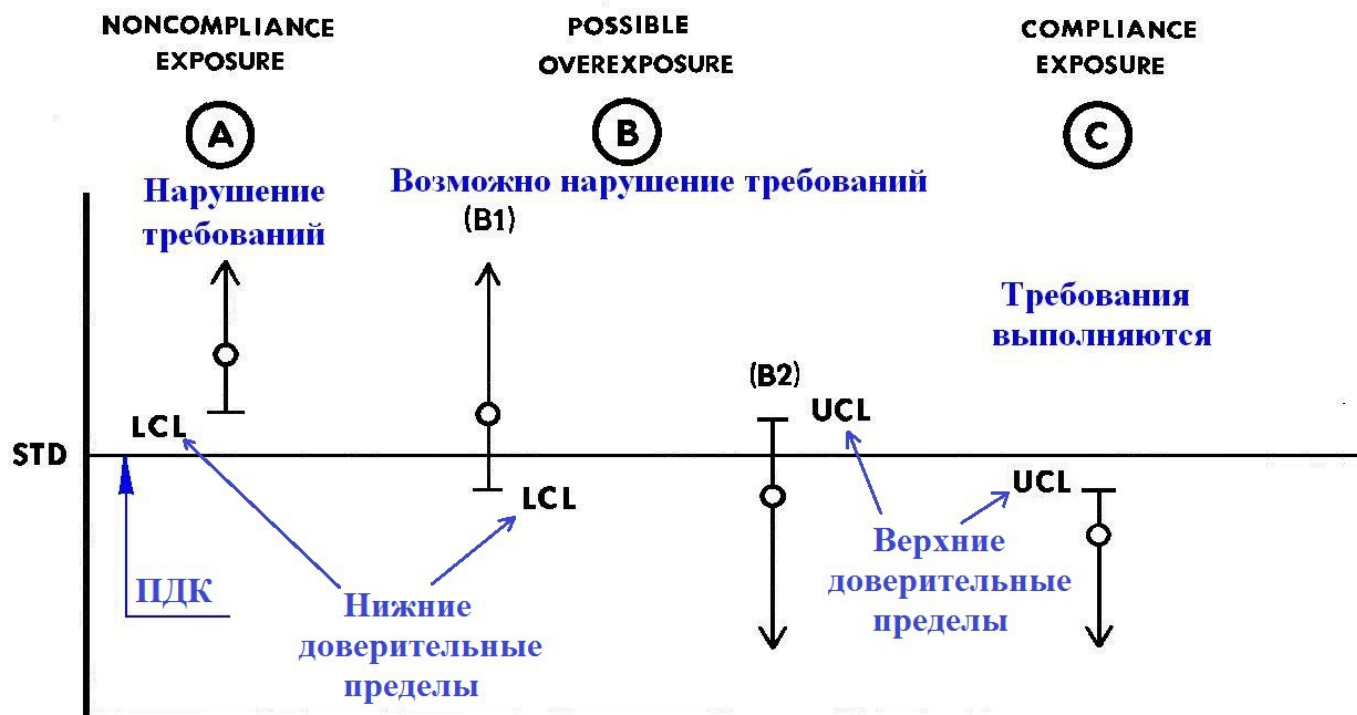 NONCOMPLIANCE
EXPOSURE
A
Нарушение
требований
POSSIBLE
OVEREXPOSURE
B
Возможно нарушение требований
(B1)
COMPLIANCE
EXPOSURE
C
Требования
выполняются
(B2)
UCL
LCL
STD
LCL
UCL
ПДК
Нижние
доверительные
пределы
Верхние
доверительные
пределы